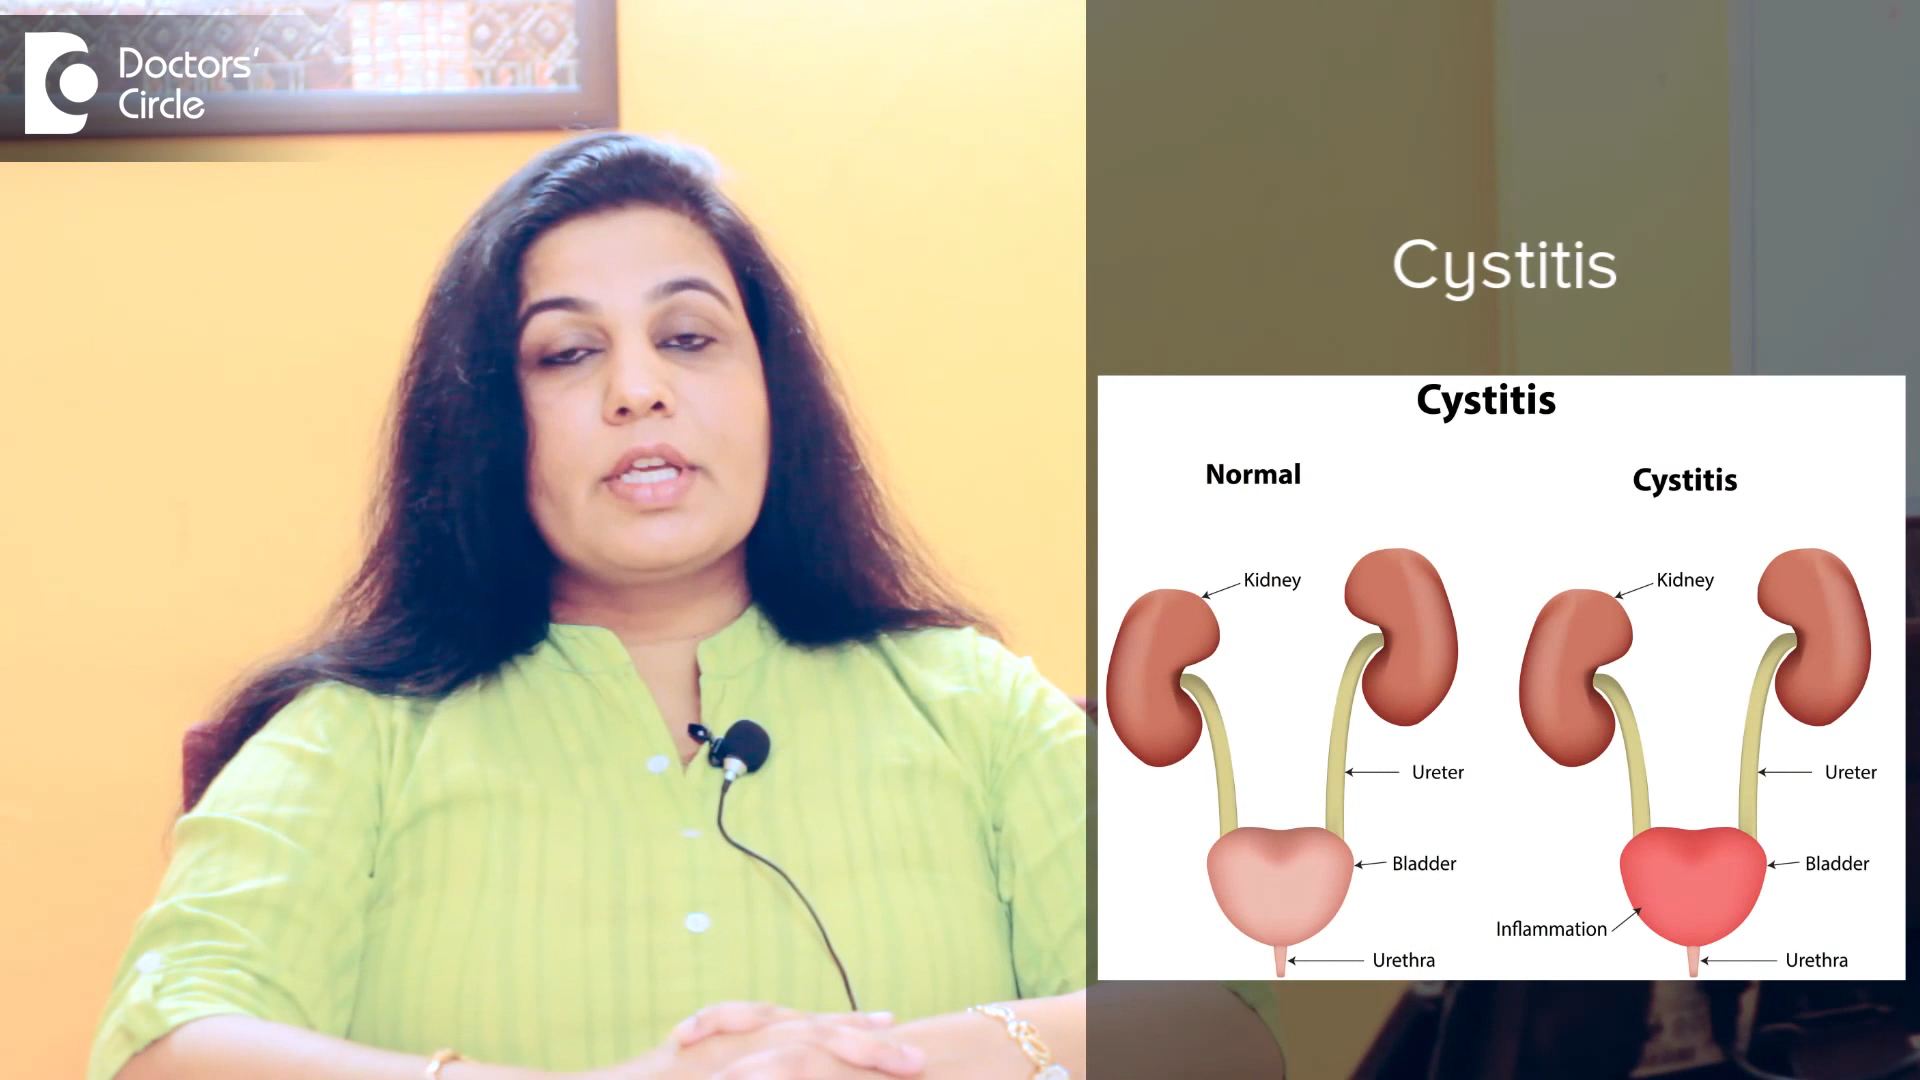 Doctors'
Circle
Cystitis
Cystitis
Normal
Cystitis
Kidney
Kidney
Ureter
Ureter
Bladder
Bladder
Inflammation
Urethra
Urethra